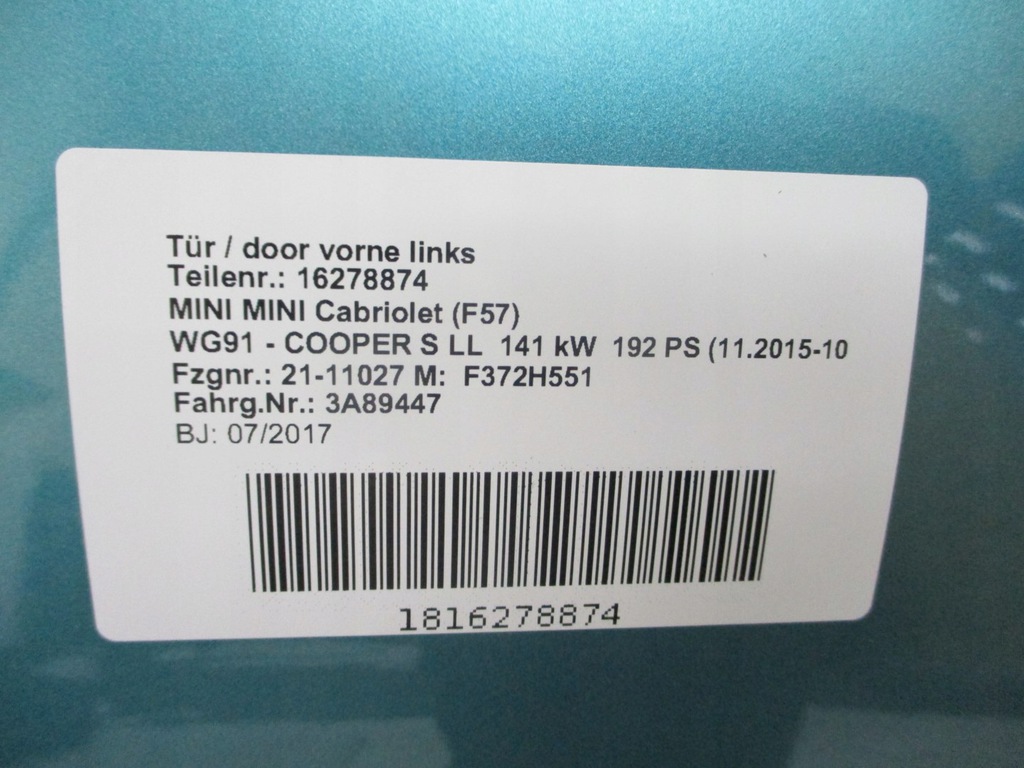 Tür / door vorne links
Teilenr.: 16278874
MINI MINI Cabriolet (F57)
WG91 - COOPER S LL 141 kW 192 PS (11.2015-10
Fzgnr.: 21-11027 M: F372H551
Fahrg.Nr.: 3A89447
BJ: 07/2017
1816278874